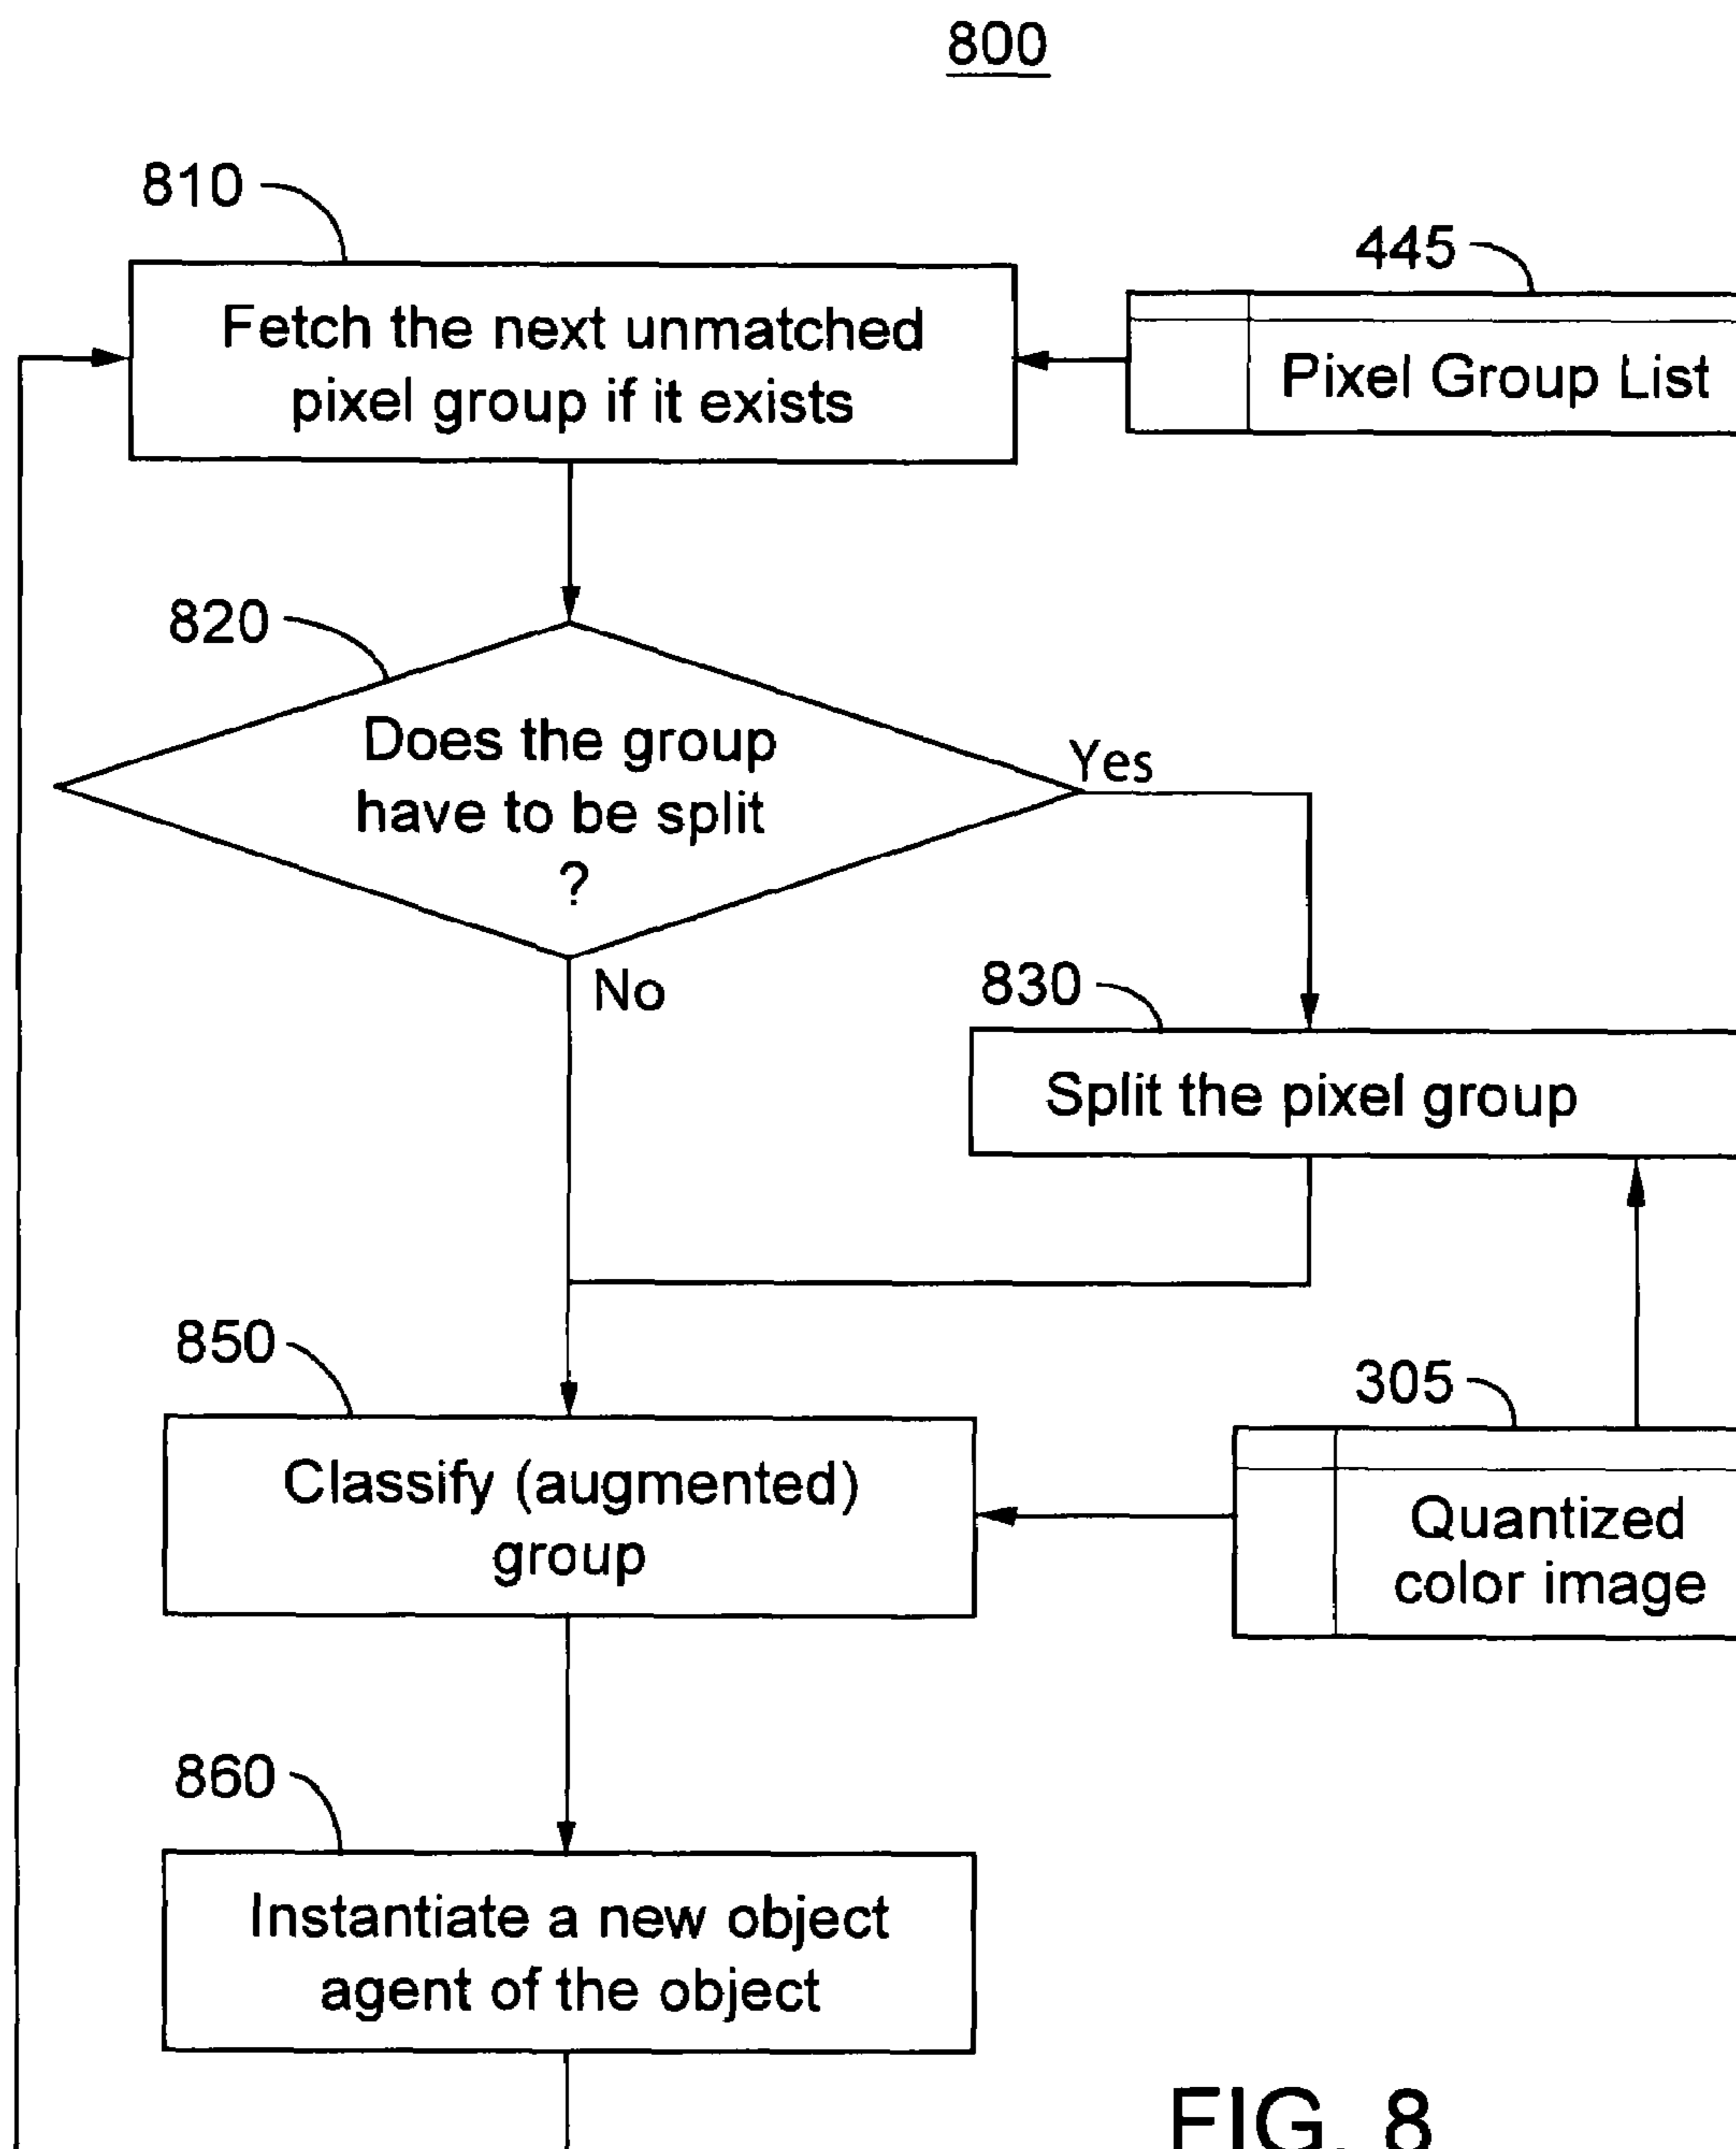 800
810
445
Fetch the next unmatched
pixel group if it exists
Pixel Group List
820
Does the group
have to be split
?
Yes
No
830
Split the pixel group
850
305
Classify (augmented)
group
Quantized
color image
860
Instantiate a new object
agent of the object
FIG. 8